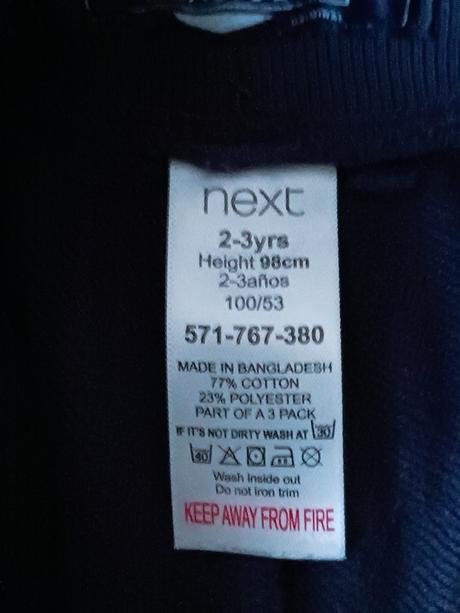 next
2-3yrs
Height 98cm
2-3años
100/53
571-767-380
MADE IN BANGLADESH
77% COTTON
23% POLYESTER
PART OF A 3 PACK
IF IT'S NOT DIRTY WASH AT 30
40
Wash inside out
Do not iron trim
KEEP AWAY FROM FIRE